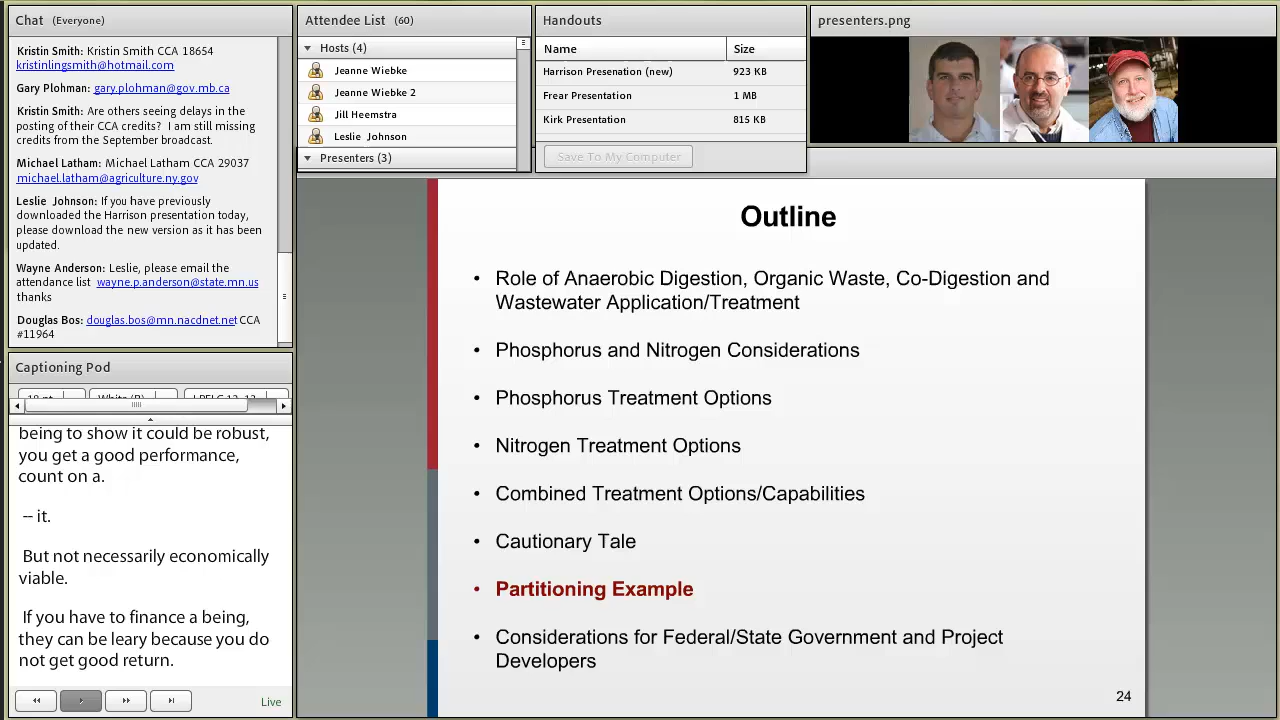 Chat (Everyone)
Kristin Smith: Kristin Smith CCA 18654
kristinlingsmith@hotmail.com
Gary Plohman: gary.plohman@gov.mb.ca
Kristin Smith: Are others seeing delays in the
posting of their CCA credits? I am still missing
credits from the September broadcast.
Michael Latham: Michael Latham CCA 29037
michael.latham@agriculture.ny.gov
Leslie Johnson: If you have previously
downloaded the Harrison presentation today,
please download the new version as it has been
updated.
Wayne Anderson: Leslie, please email the
attendance list wayne.p.anderson@state.mn.us
thanks
Douglas Bos: douglas.bos@mn.nacdnet.net CCA
#11964
Captioning Pod
being to show it could be robust,
you get a good performance,
count on a.
-- it.
But not necessarily economically
viable.
If you have to finance a being,
they can be leary because you do
not get good return.
Live
Attendee List (60)
Hosts (4)
Jeanne Wiebke
Jeanne Wiebke 2
Jill Heemstra
Leslie Johnson
Presenters (3)
Handouts
Name Size
Harrison Presenation (new) 923 KB
Frear Presentation 1 MB
Kirk Presentation 815 KB
Save To My Computer
presenters.png
Outline
• Role of Anaerobic Digestion, Organic Waste, Co-Digestion and
Wastewater Application/Treatment
• Phosphorus and Nitrogen Considerations
• Phosphorus Treatment Options
• Nitrogen Treatment Options
• Combined Treatment Options/Capabilities
• Cautionary Tale
• Partitioning Example
• Considerations for Federal/State Government and Project
Developers
24